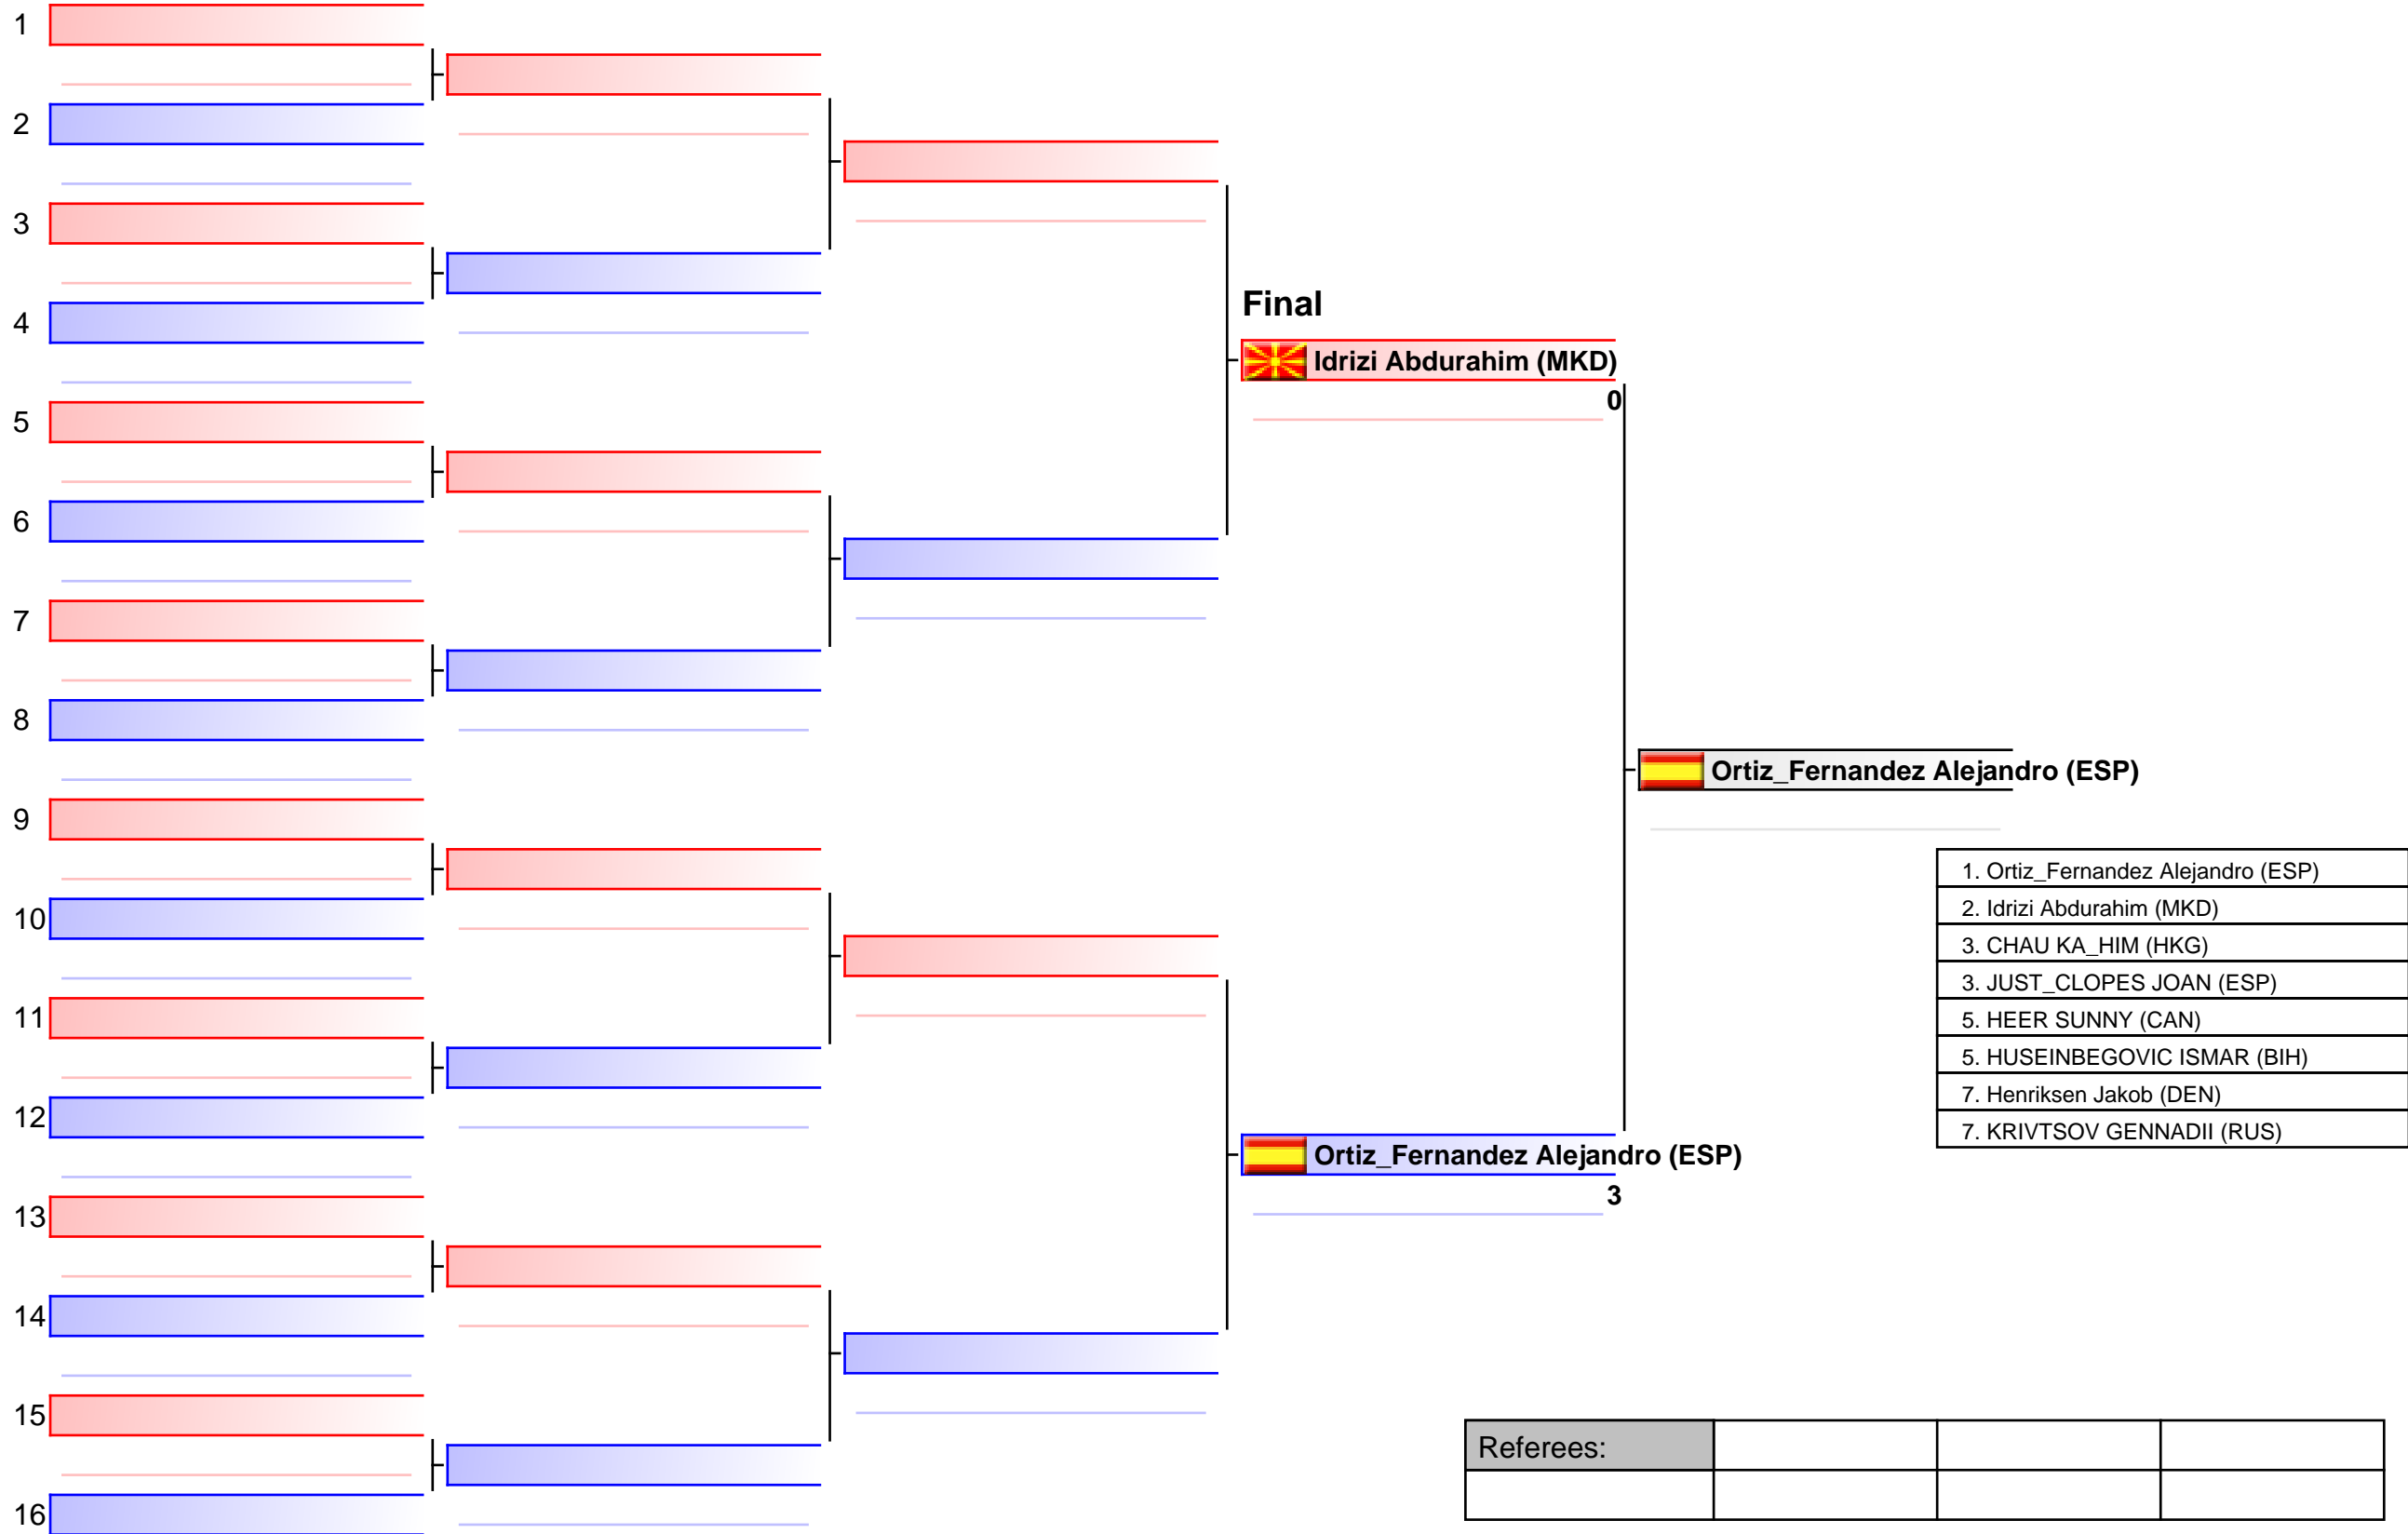 1
2
3
4
Final
Idrizi Abdurahim (MKD)
0
5
6
7
8
Ortiz_Fernandez Alejandro (ESP)
9
1. Ortiz_Fernandez Alejandro (ESP)
2. Idrizi Abdurahim (MKD)
3. CHAU KA_HIM (HKG)
3. JUST_CLOPES JOAN (ESP)
5. HEER SUNNY (CAN)
5. HUSEINBEGOVIC ISMAR (BIH)
7. Henriksen Jakob (DEN)
7. KRIVTSOV GENNADII (RUS)
10
11
12
Ortiz_Fernandez Alejandro (ESP)
3
13
14
15
16
Referees: